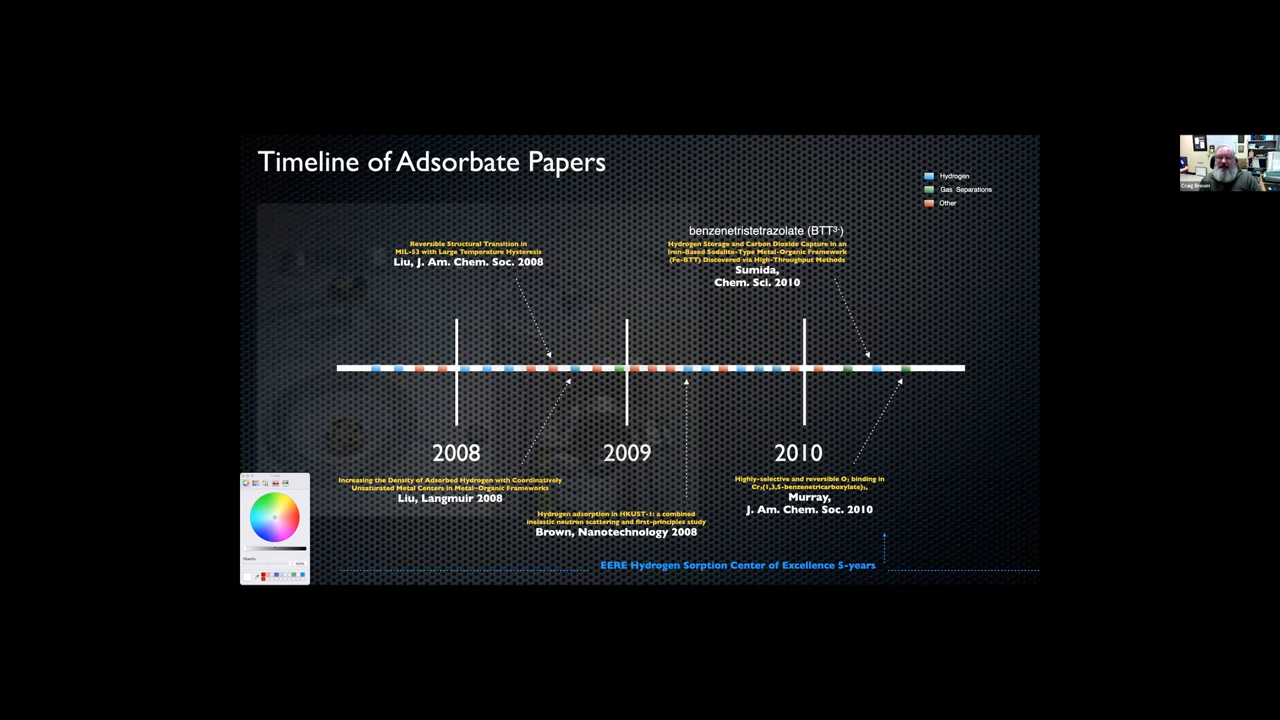 Timeline of Adsorbate Papers
Hydrogen
Gas Separations
Other
Craig Brown
benzenetristetrazolate (BTT³⁻)
Reversible Structural Transition in
MIL-53 with Large Temperature Hysteresis
Liu, J. Am. Chem. Soc. 2008
Hydrogen Storage and Carbon Dioxide Capture in an
Iron-Based Sodalite-Type Metal-Organic Framework
(Fe-BTT) Discovered via High-Throughput Methods
Sumida,
Chem. Sci. 2010
2008
2009
2010
Increasing the Density of Adsorbed Hydrogen with Coordinatively
Unsaturated Metal Centers in Metal-Organic Frameworks
Liu, Langmuir 2008
Hydrogen adsorption in HKUST-1: a combined
inelastic neutron scattering and first-principles study
Brown, Nanotechnology 2008
Highly-selective and reversible O₂ binding in
Cr₃(1,3,5-benzenetricarboxylate)₂,
Murray,
J. Am. Chem. Soc. 2010
EERE Hydrogen Sorption Center of Excellence 5-years
Opacity
100%